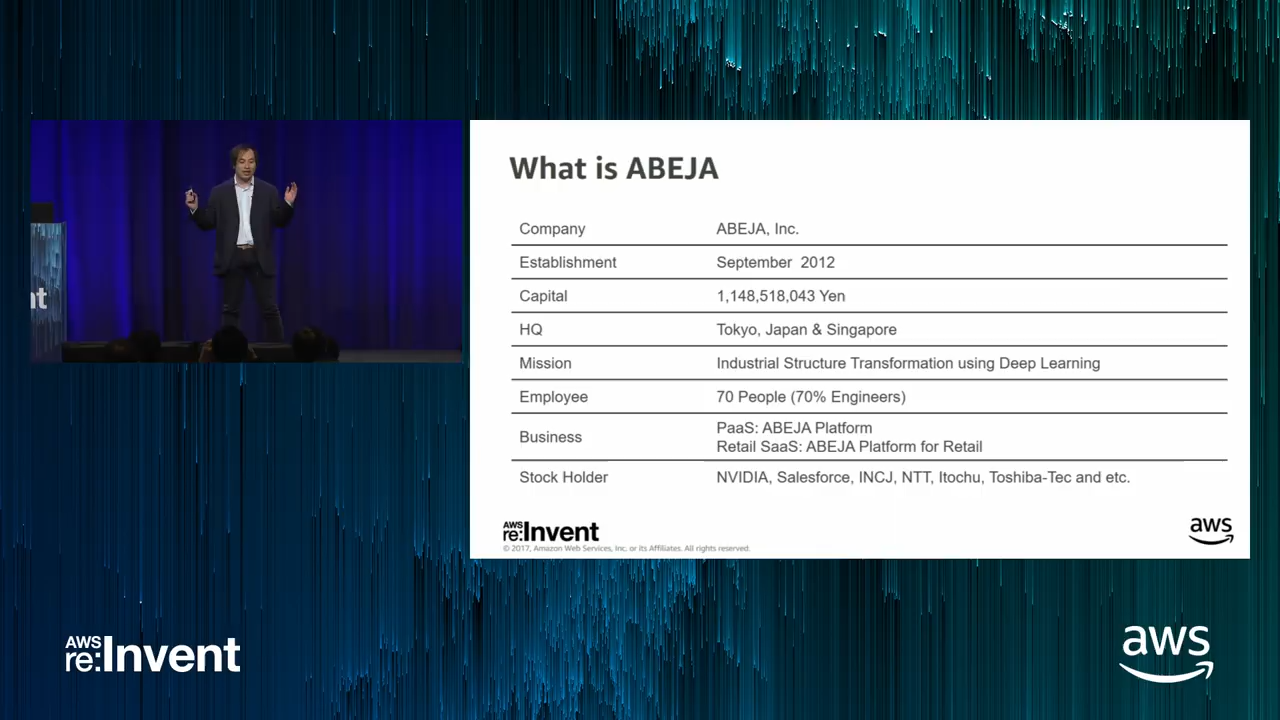 What is ABEJA
Company ABEJA, Inc.
Establishment September 2012
Capital 1,148,518,043 Yen
HQ Tokyo, Japan & Singapore
Mission Industrial Structure Transformation using Deep Learning
Employee 70 People (70% Engineers)
Business PaaS: ABEJA Platform
Retail SaaS: ABEJA Platform for Retail
Stock Holder NVIDIA, Salesforce, INCJ, NTT, Itochu, Toshiba-Tec and etc.
AWS
re:Invent
aws
© 2017, Amazon Web Services, Inc. or its Affiliates. All rights reserved.
nt
AWS
re:Invent
aws